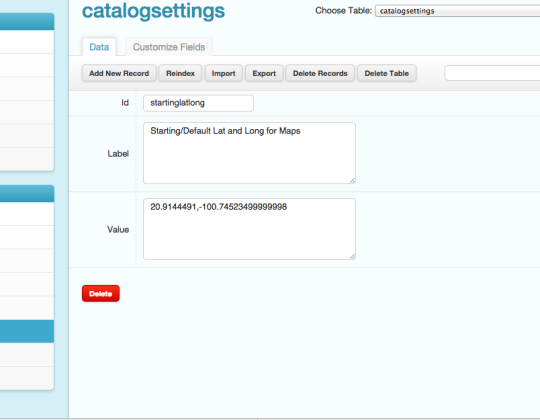 catalogsettings
Choose Table: catalogsettings
Data Customize Fields
Add New Record Reindex Import Export Delete Records Delete Table
Id startinglatlong
Label Starting/Default Lat and Long for Maps
Value 20.9144491,-100.74523499999998
Delete